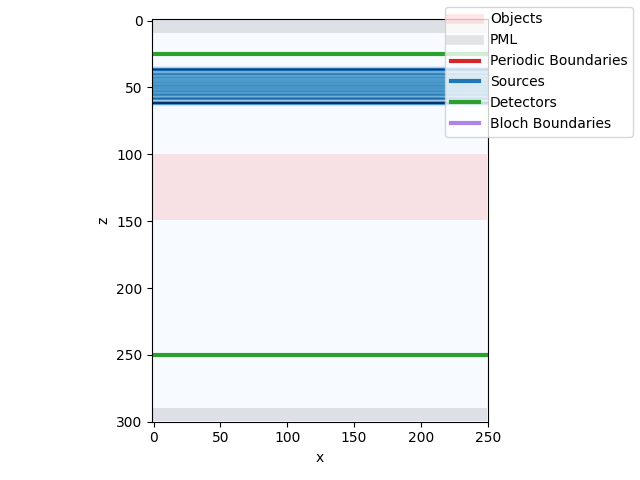 Objects
PML
Periodic Boundaries
Sources
Detectors
Bloch Boundaries
0
50
100
150
200
250
300
z
0 50 100 150 200 250
x